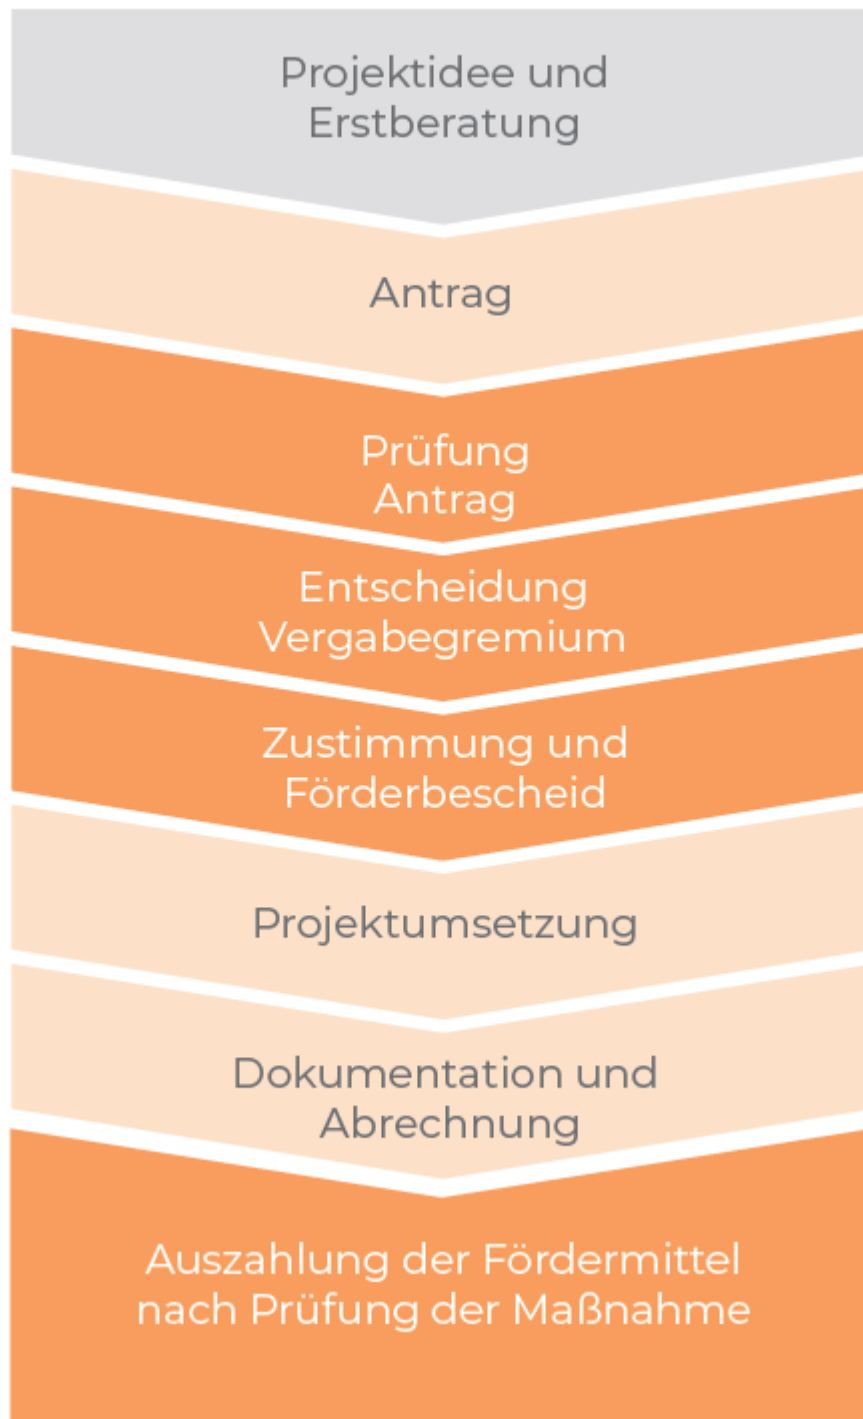 Projektidee und
Erstberatung
Antrag
Prüfung
Antrag
Entscheidung
Vergabegremium
Zustimmung und
Förderbescheid
Projektumsetzung
Dokumentation und
Abrechnung
Auszahlung der Fördermittel
nach Prüfung der Maßnahme